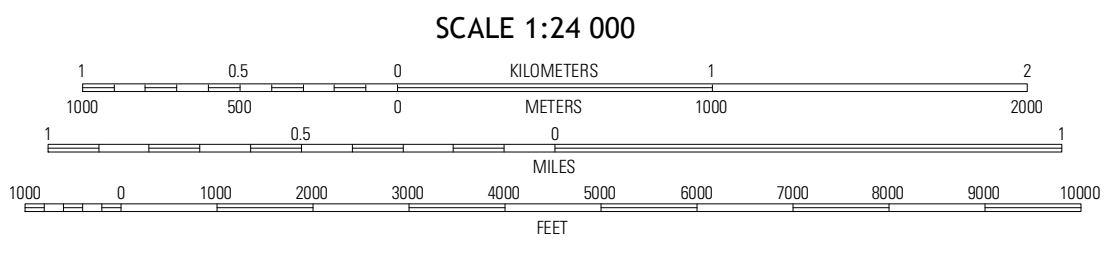 SCALE 1:24 000
1 0.5 0 KILOMETERS 1 2
1000 500 0 METERS 1000 2000
1 0.5 0 1
MILES
1000 0 1000 2000 3000 4000 5000 6000 7000 8000 9000 10000
FEET